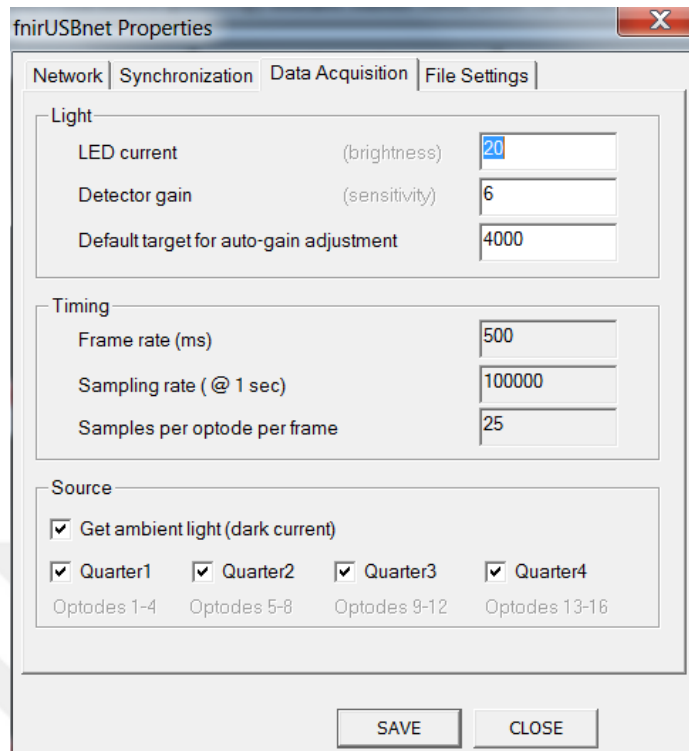 fnirUSBnet Properties
X
Network Synchronization Data Acquisition File Settings
Light
LED current (brightness) 20
Detector gain (sensitivity) 6
Default target for auto-gain adjustment 4000
Timing
Frame rate (ms) 500
Sampling rate ( @ 1 sec) 100000
Samples per optode per frame 25
Source
Get ambient light (dark current)
Quarter1 Quarter2 Quarter3 Quarter4
Optodes 1-4 Optodes 5-8 Optodes 9-12 Optodes 13-16
SAVE CLOSE